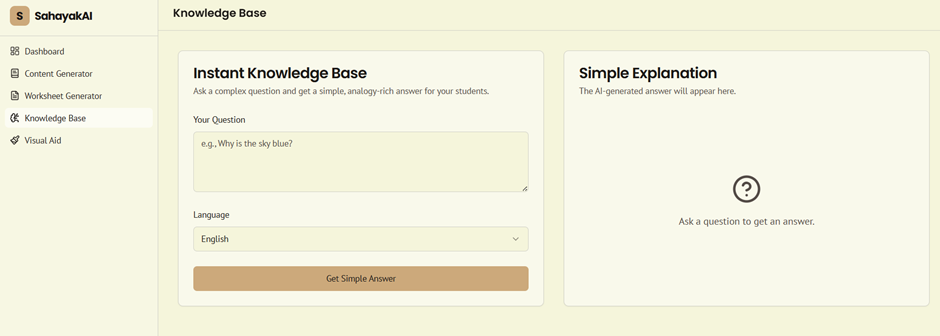 S SahayakAI
Dashboard
Content Generator
Worksheet Generator
Knowledge Base
Visual Aid
Knowledge Base
Instant Knowledge Base
Ask a complex question and get a simple, analogy-rich answer for your students.
Your Question
e.g., Why is the sky blue?
Language
English
Get Simple Answer
Simple Explanation
The AI-generated answer will appear here.
?
Ask a question to get an answer.